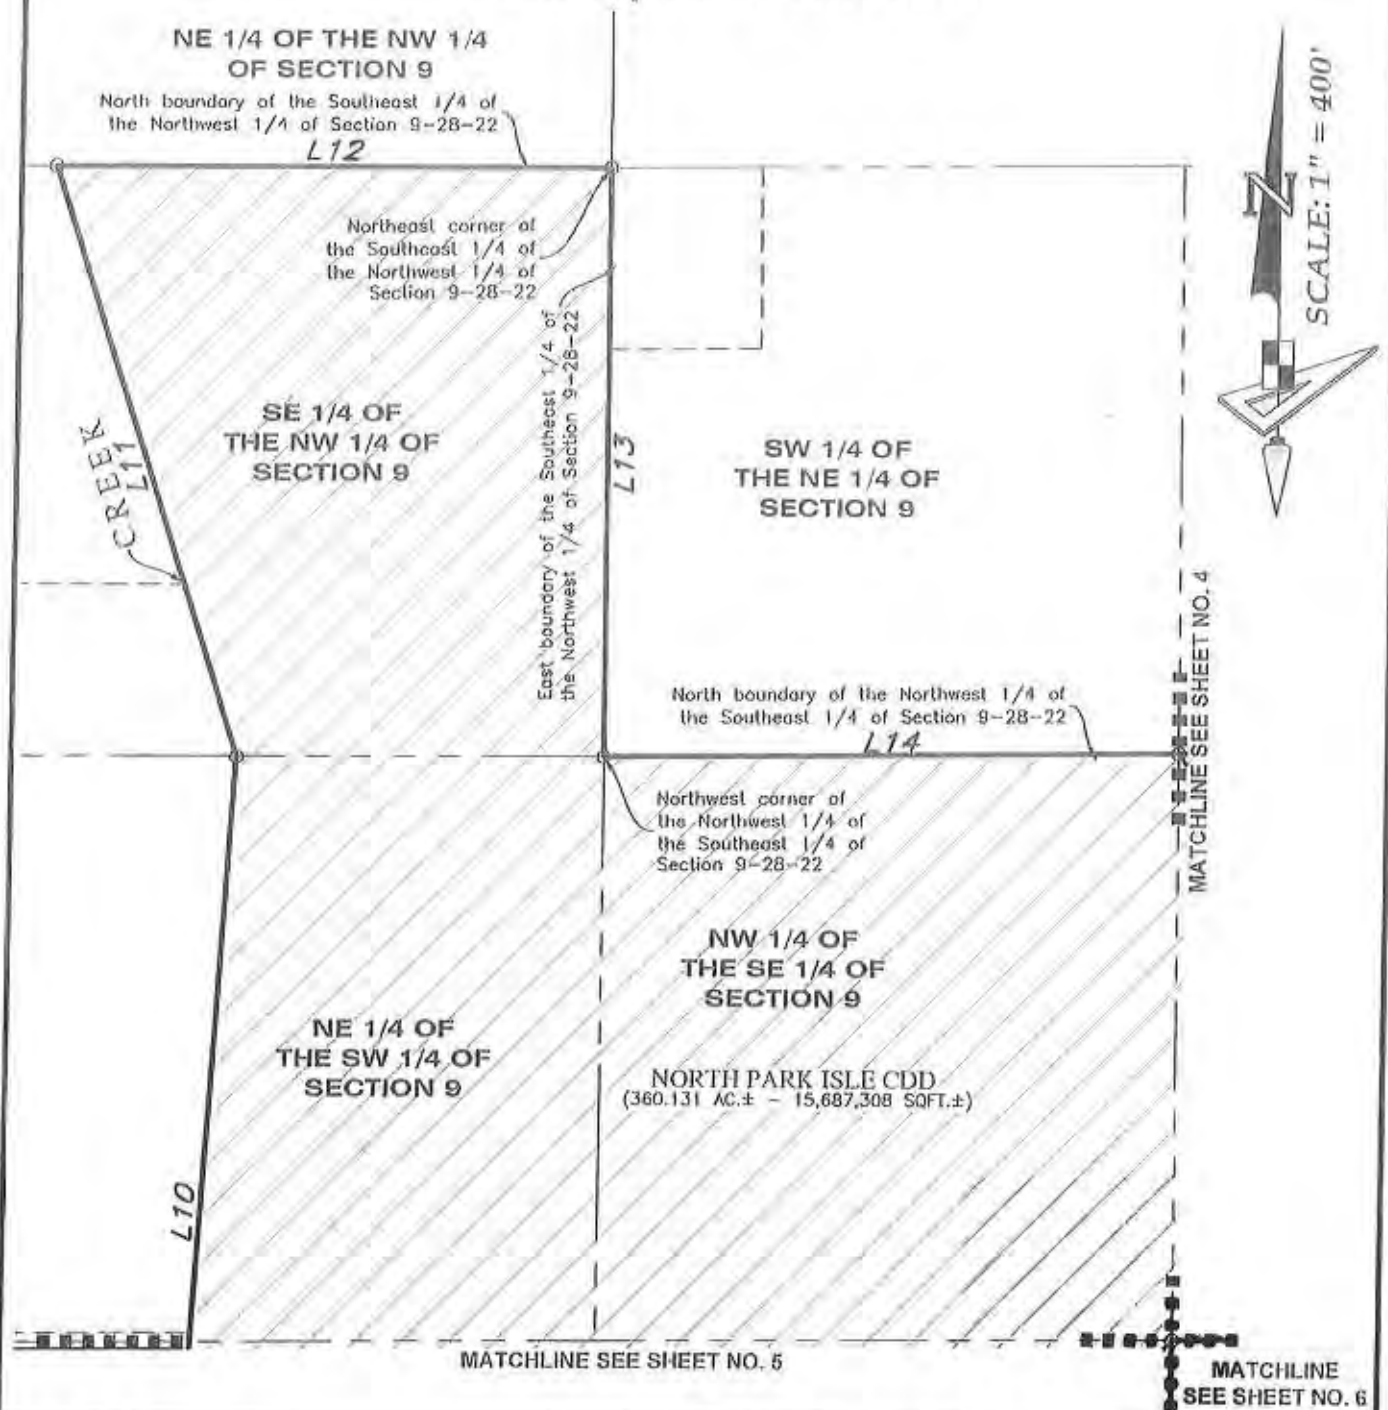 NE 1/4 OF THE NW 1/4
OF SECTION 9
North boundary of the Southeast 1/4 of
the Northwest 1/4 of Section 9-28-22
L12
Northeast corner of
the Southeast 1/4 of
the Northwest 1/4 of
Section 9-28-22
N
SCALE: 1" = 400'
East boundary of the Southeast 1/4 of
the Northwest 1/4 of Section 9-28-22
SE 1/4 OF
THE NW 1/4 OF
SECTION 9
CREEK
L11
L13
SW 1/4 OF
THE NE 1/4 OF
SECTION 9
MATCHLINE SEE SHEET NO. 4
North boundary of the Northwest 1/4 of
the Southeast 1/4 of Section 9-28-22
L14
Northwest corner of
the Northwest 1/4 of
the Southeast 1/4 of
Section 9-28-22
NW 1/4 OF
THE SE 1/4 OF
SECTION 9
NE 1/4 OF
THE SW 1/4 OF
SECTION 9
NORTH PARK ISLE CDD
(360.131 AC.± - 15,687,308 SQFT.±)
L10
MATCHLINE SEE SHEET NO. 5
MATCHLINE
SEE SHEET NO. 6